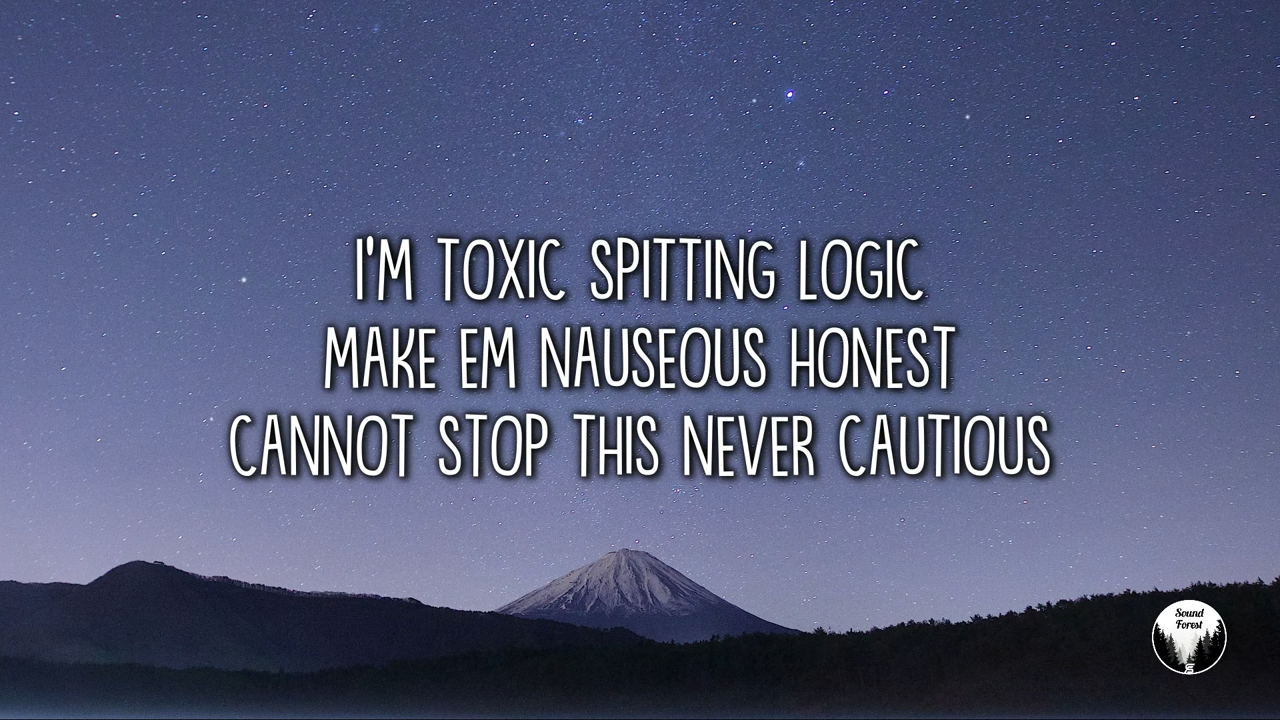 I'M TOXIC SPITTING LOGIC
MAKE EM NAUSEOUS HONEST
CANNOT STOP THIS NEVER CAUTIOUS
Sound
Forest